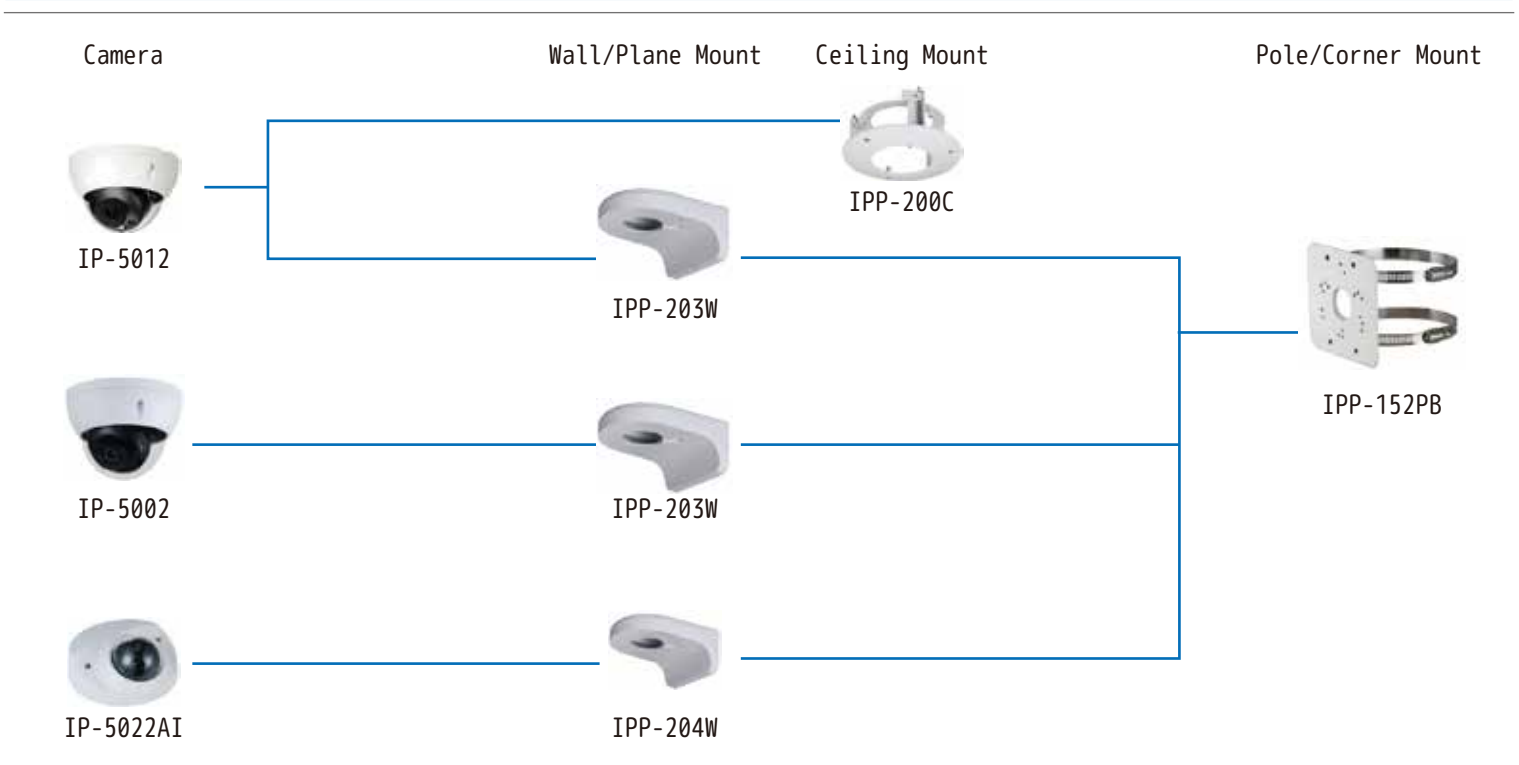 Camera
Wall/Plane Mount
Ceiling Mount
Pole/Corner Mount
IPP-200C
IP-5012
IPP-203W
IPP-152PB
IP-5002
IPP-203W
IP-5022AI
IPP-204W